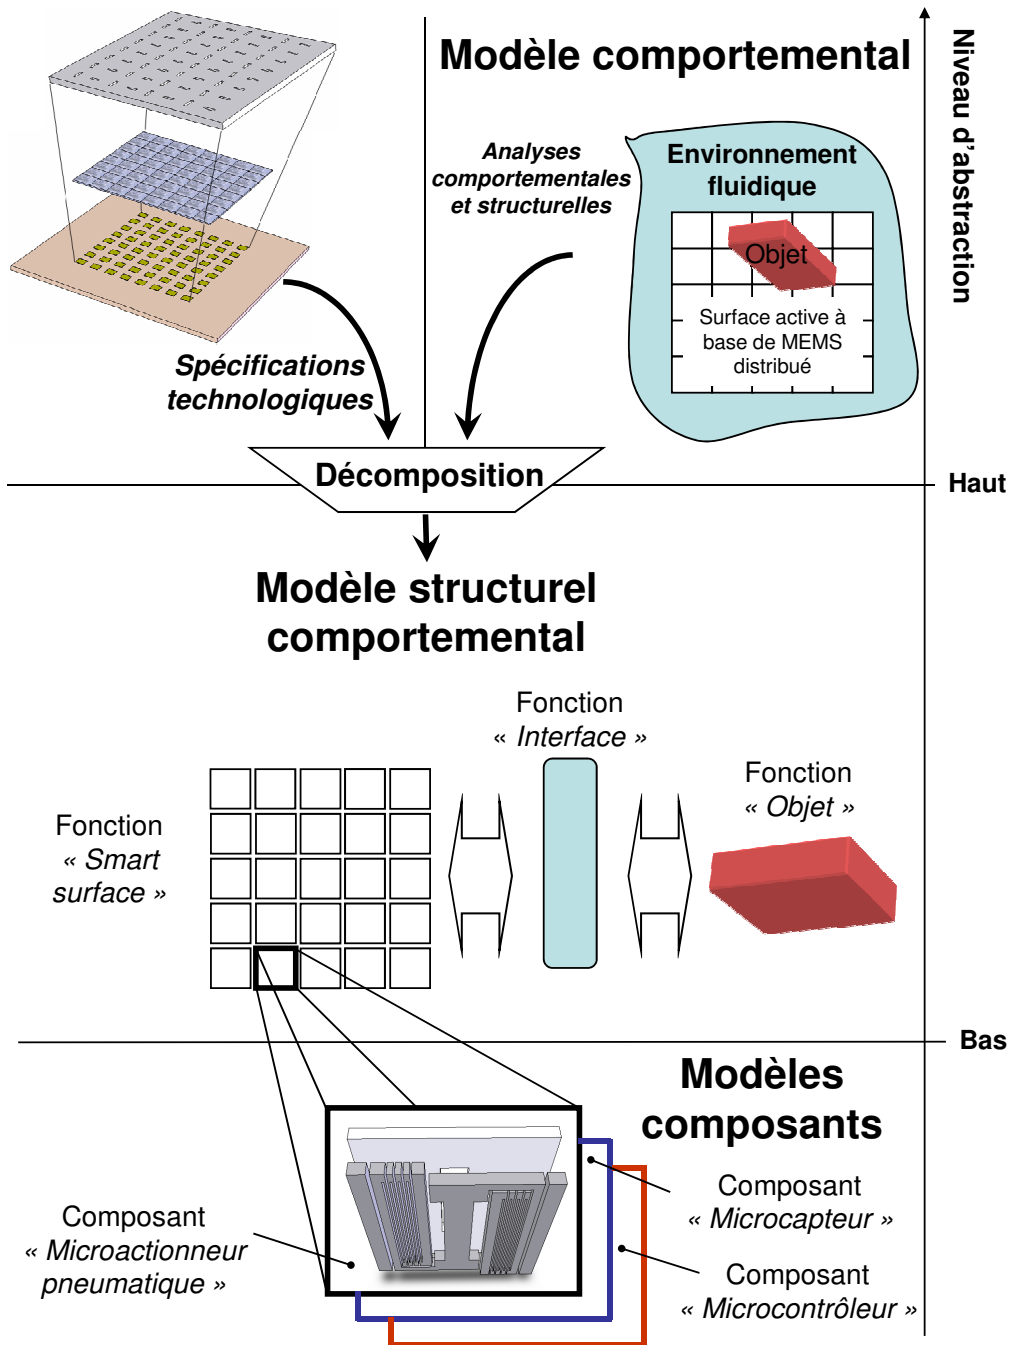 Modèle comportemental
Niveau d'abstraction
Analyses
comportementales
et structurelles
Environnement
fluidique
Objet
Surface active à
base de MEMS
distribué
Spécifications
technologiques
Décomposition
Haut
Modèle structurel
comportemental
Fonction
« Interface »
Fonction
« Objet »
Fonction
« Smart
surface »
Bas
Modèles
composants
Composant
« Microcapteur »
Composant
« Microactionneur
pneumatique »
Composant
« Microcontrôleur »